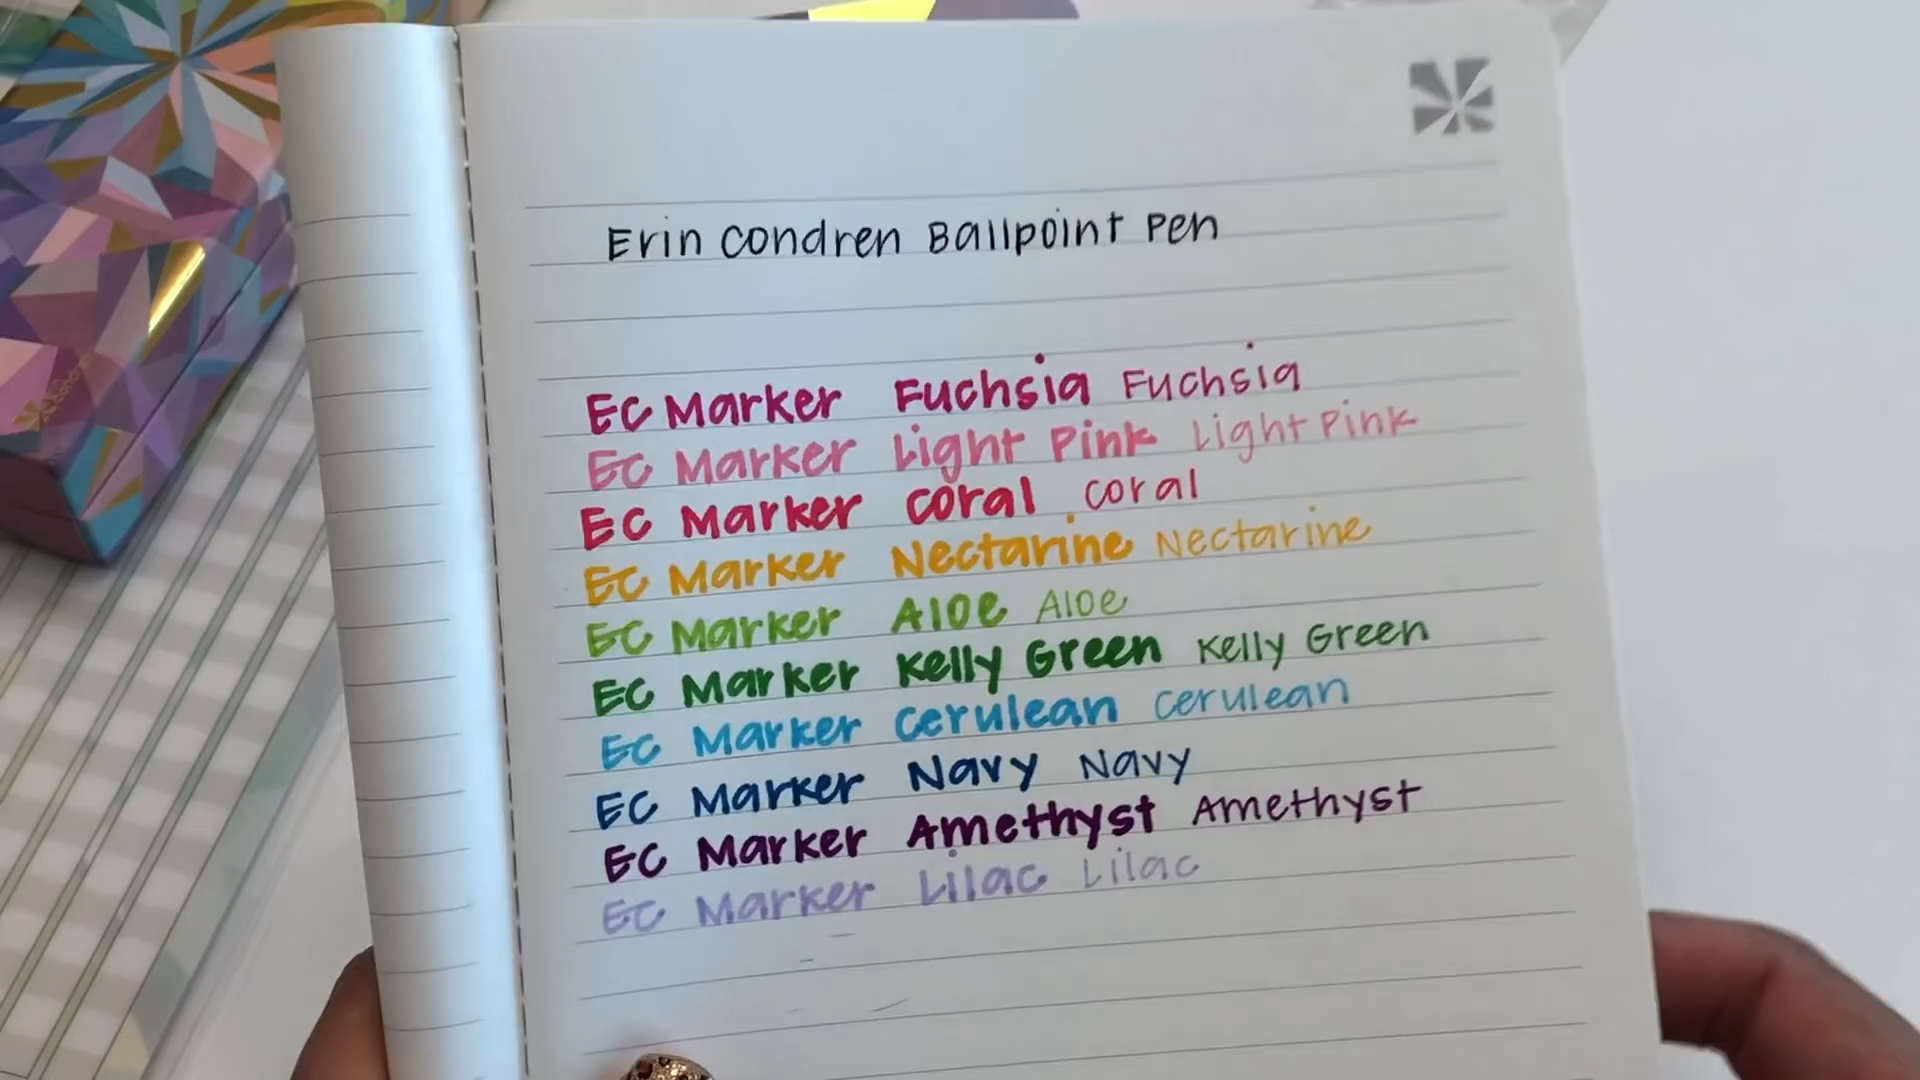 Erin Condren Ballpoint Pen
EC Marker Fuchsia Fuchsia
EC Marker Light Pink Light Pink
EC Marker Coral Coral
EC Marker Nectarine Nectarine
EC Marker Aloe Aloe
EC Marker Kelly Green Kelly Green
EC Marker Cerulean Cerulean
EC Marker Navy Navy
EC Marker Amethyst Amethyst
EC Marker Lilac Lilac